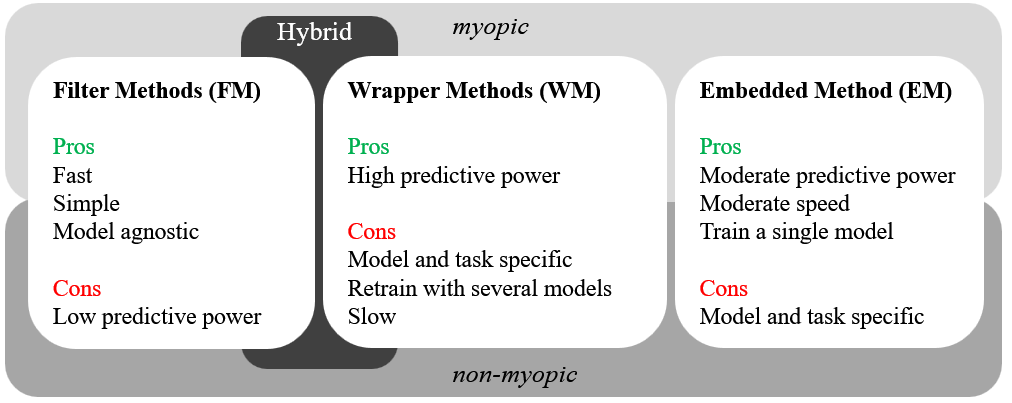 Hybrid
myopic
Filter Methods (FM)
Pros
Fast
Simple
Model agnostic
Cons
Low predictive power
Wrapper Methods (WM)
Pros
High predictive power
Cons
Model and task specific
Retrain with several models
Slow
Embedded Method (EM)
Pros
Moderate predictive power
Moderate speed
Train a single model
Cons
Model and task specific
non-myopic